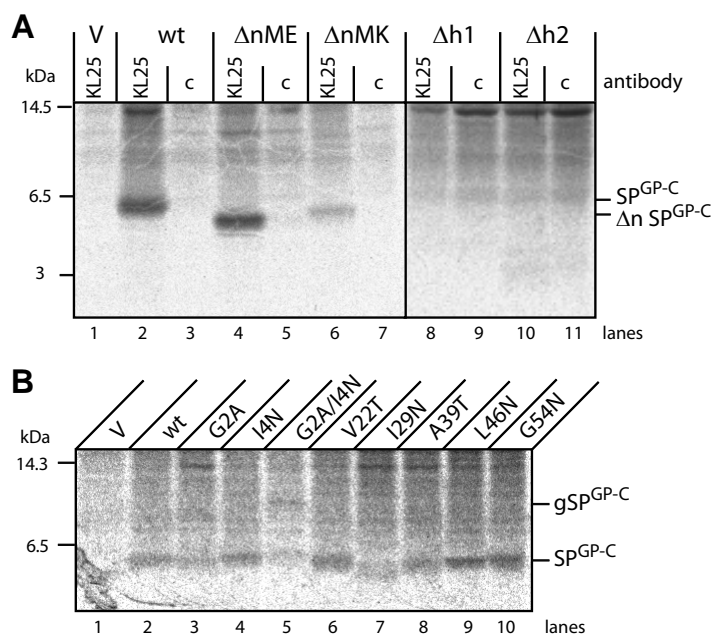 A
V wt ΔnME ΔnMK Δh1 Δh2
kDa KL25 KL25 c KL25 c KL25 c KL25 c KL25 c antibody
14.5
6.5
SPGP-C
Δn SPGP-C
3
1 2 3 4 5 6 7 8 9 10 11 lanes
B
V wt G2A I4N G2A/I4N V22T I29N A39T L46N G54N
kDa
14.3
gSPGP-C
6.5
SPGP-C
1 2 3 4 5 6 7 8 9 10 lanes